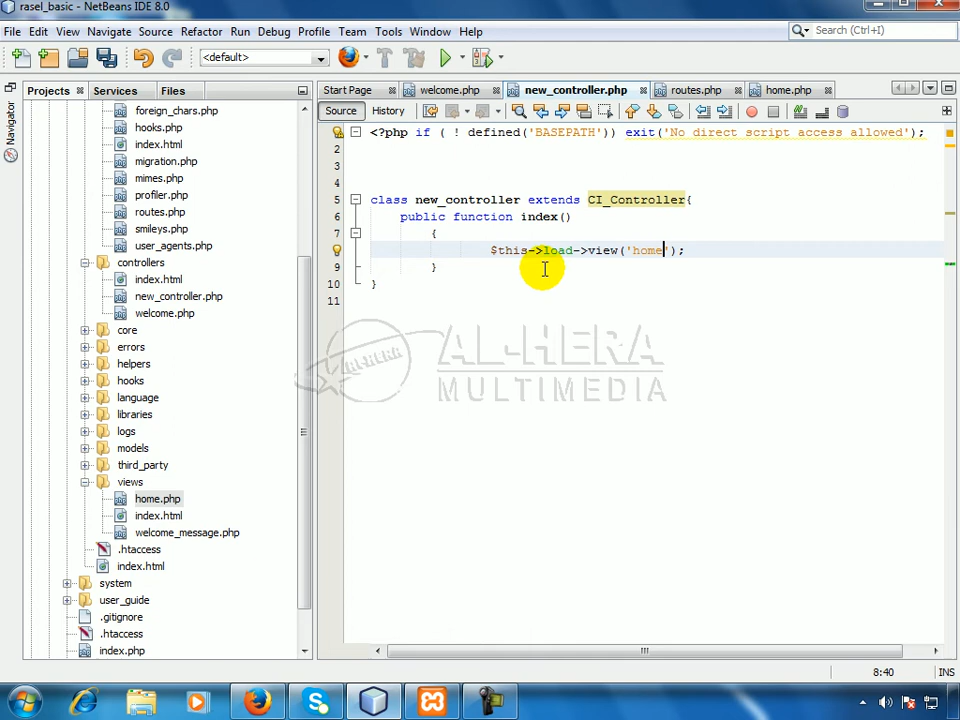 rasel_basic - NetBeans IDE 8.0
File Edit View Navigate Source Refactor Run Debug Profile Team Tools Window Help
Search (Ctrl+I)
<default>
Projects Services Files
Start Page welcome.php new_controller.php routes.php home.php
Source History
Navigator
foreign_chars.php
hooks.php
index.html
migration.php
mimes.php
profiler.php
routes.php
smileys.php
user_agents.php
controllers
index.html
new_controller.php
welcome.php
core
errors
helpers
hooks
language
libraries
logs
models
third_party
views
home.php
index.html
welcome_message.php
.htaccess
index.html
system
user_guide
.gitignore
.htaccess
index.php
<?php if ( ! defined('BASEPATH')) exit('No direct script access allowed');
2
3
4
5 class new_controller extends CI_Controller{
6 public function index()
7 {
$this->load->view('home');
9 }
10 }
11
AL-HERA
MULTIMEDIA
8:40 INS